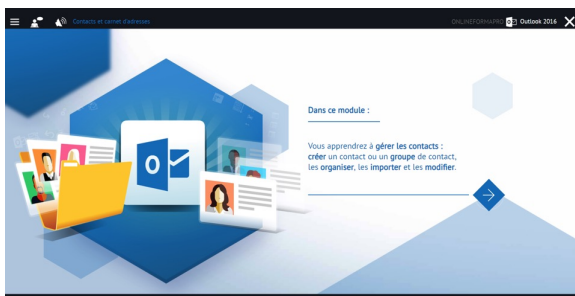 Contacts et carnet d'adresses
ONLINEFORMAPRO Outlook 2016
Dans ce module :
Vous apprendrez à gérer les contacts :
créer un contact ou un groupe de contact,
les organiser, les importer et les modifier.